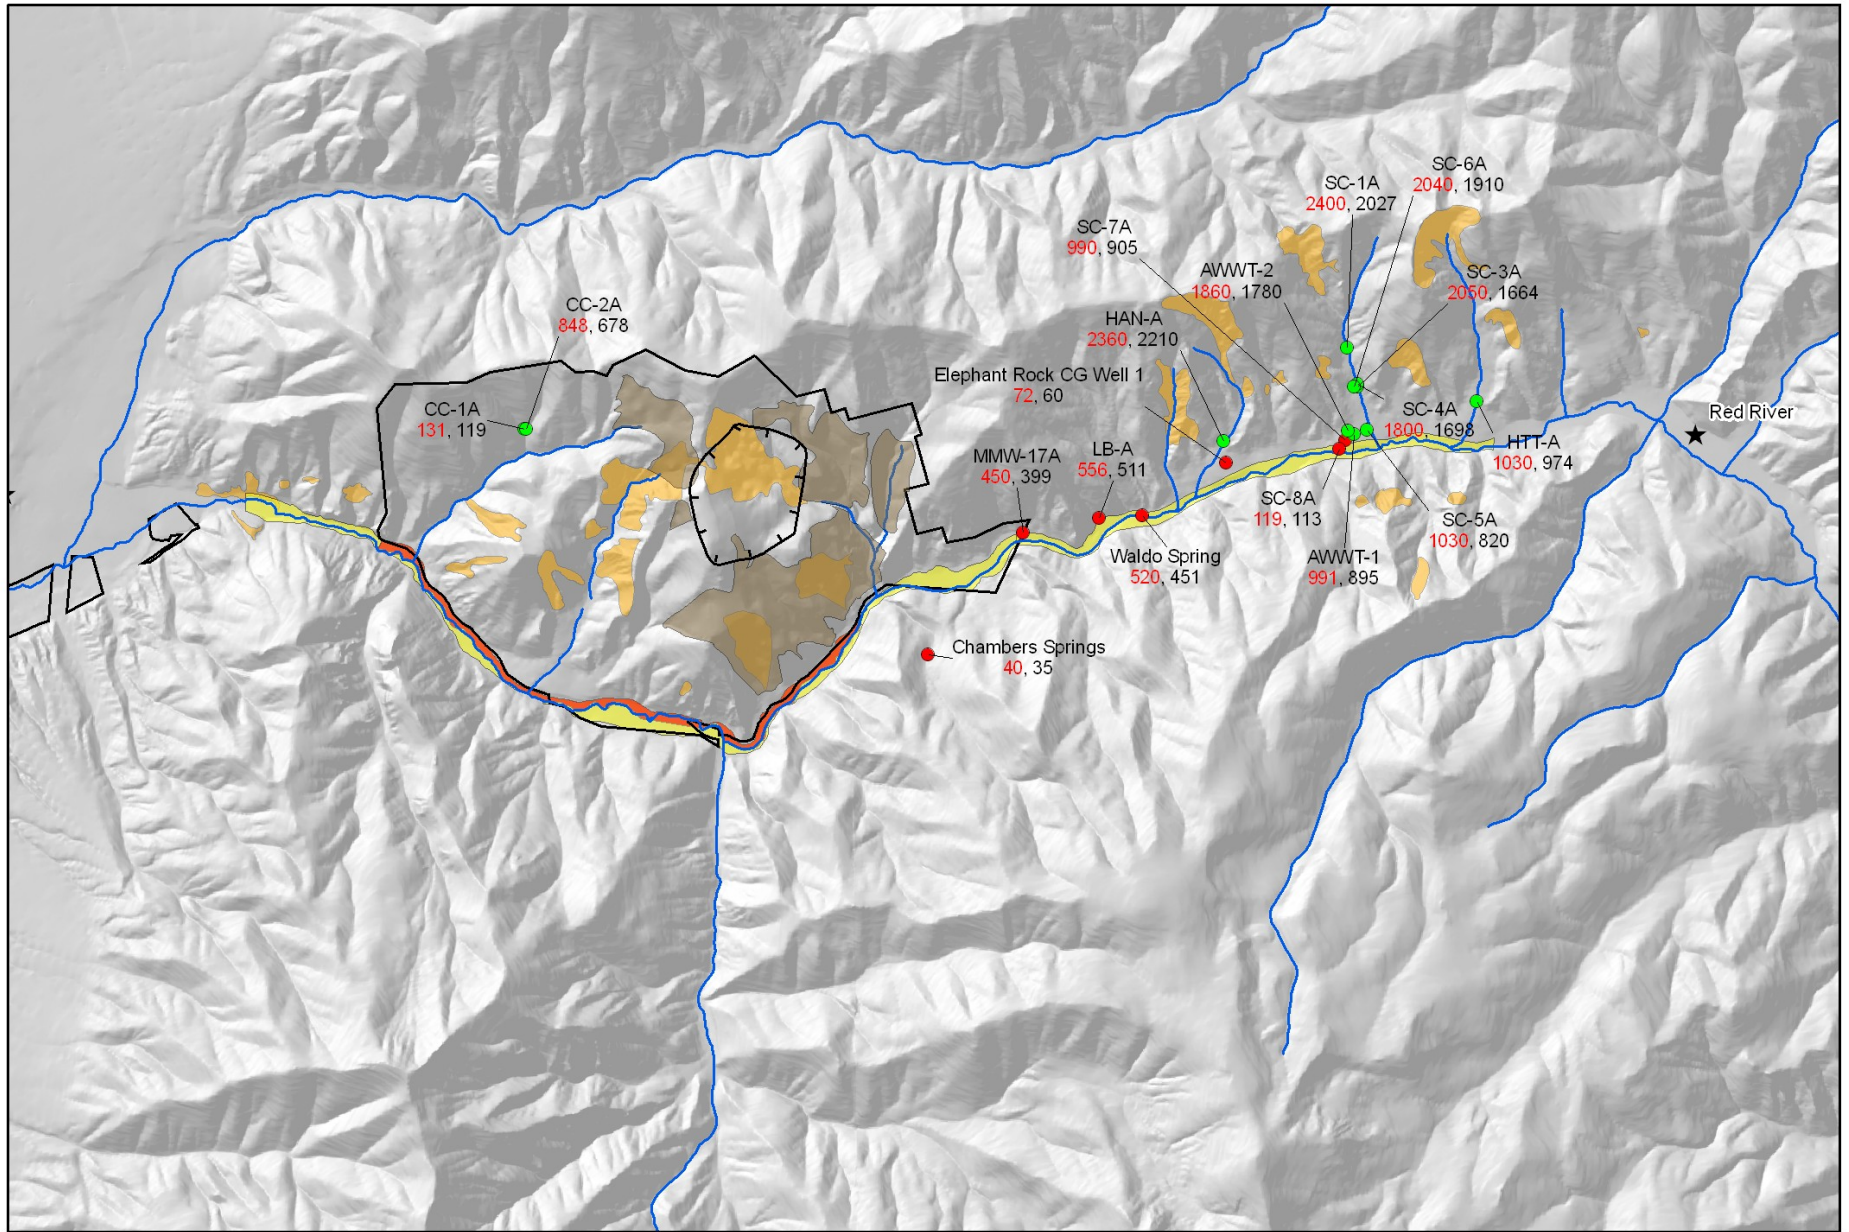 SC-6A
2040, 1910
SC-1A
2400, 2027
SC-7A
990, 905
AWWT-2
1860, 1780
SC-3A
2050, 1664
CC-2A
848, 678
HAN-A
2360, 2210
Elephant Rock CG Well 1
72, 60
CC-1A
131, 119
SC-4A
1800, 1698
Red River
MMW-17A
450, 399
LB-A
556, 511
HTT-A
1030, 974
SC-8A
119, 113
SC-5A
1030, 820
Waldo Spring
520, 451
AWWT-1
991, 895
Chambers Springs
40, 35